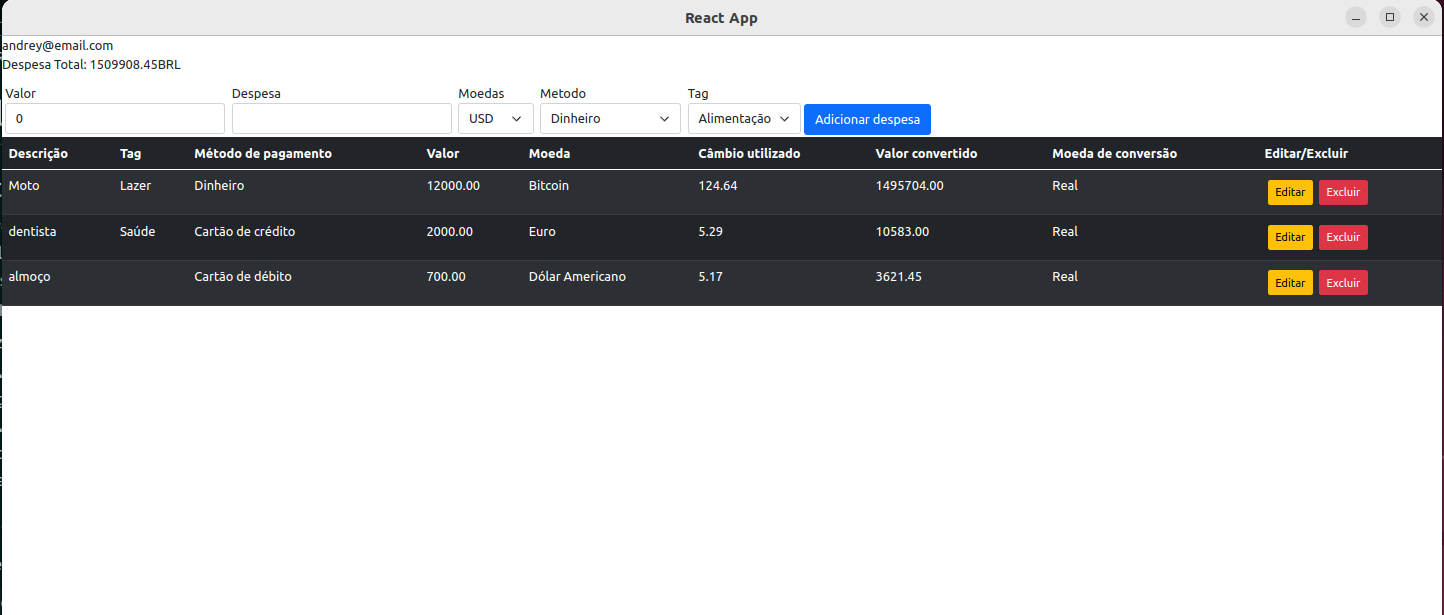 React App
andrey@email.com
Despesa Total: 1509908.45BRL
Valor Despesa Moedas Metodo Tag
0 USD Dinheiro Alimentação Adicionar despesa
Descrição Tag Método de pagamento Valor Moeda Câmbio utilizado Valor convertido Moeda de conversão Editar/Excluir
Moto Lazer Dinheiro 12000.00 Bitcoin 124.64 1495704.00 Real Editar Excluir
dentista Saúde Cartão de crédito 2000.00 Euro 5.29 10583.00 Real Editar Excluir
almoço Cartão de débito 700.00 Dólar Americano 5.17 3621.45 Real Editar Excluir